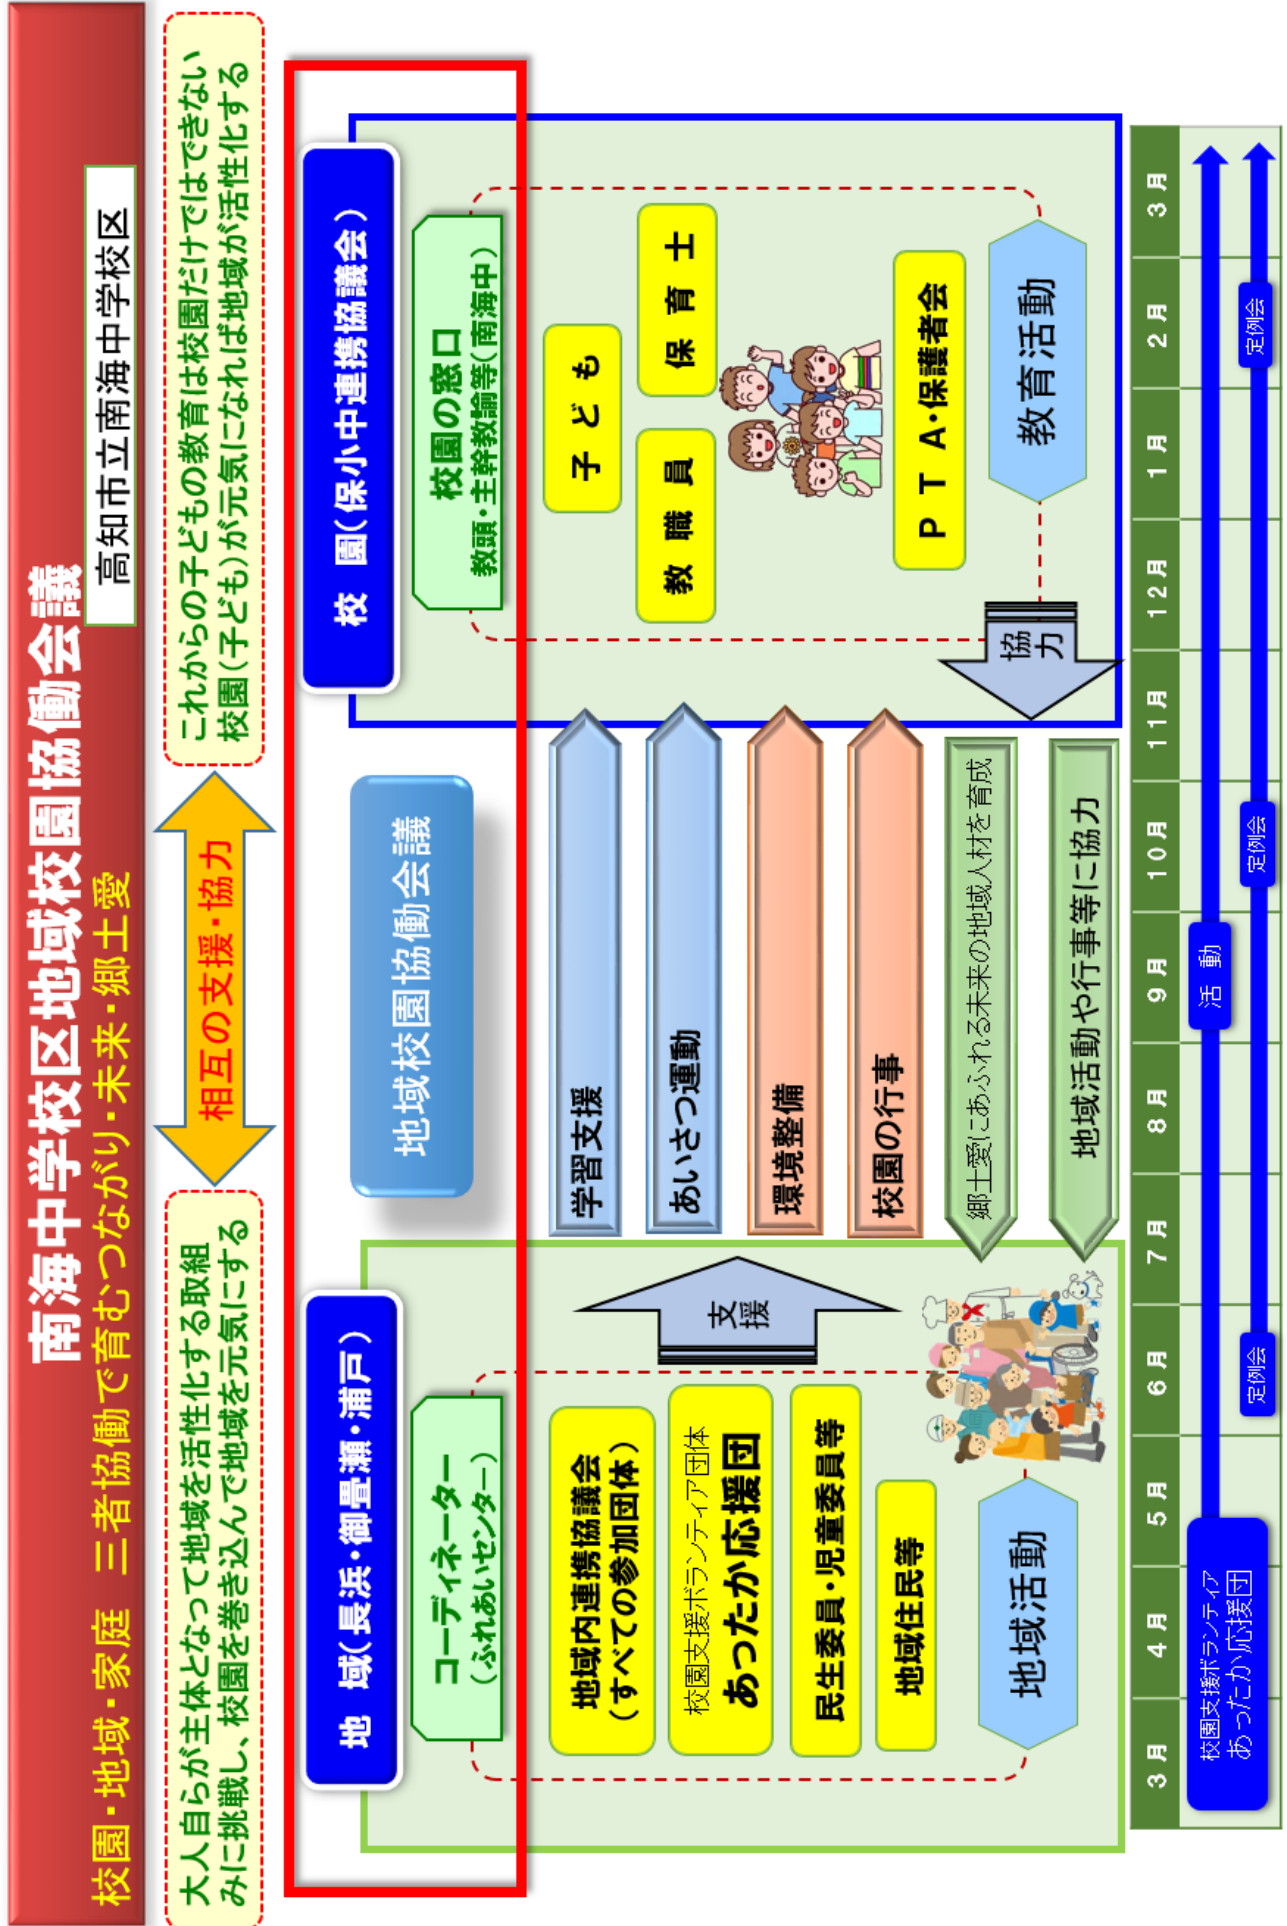 南海中学校区地域校園協働会議
校園・地域・家庭　三者協働で育むつながり・未来・郷土愛
高知市立南海中学校区
大人自らが主体となって地域を活性化する取組
みに挑戦し、校園を巻き込んで地域を元気にする
相互の支援・協力
これからの子どもの教育は校園だけではできない
校園(子ども)が元気になれば地域が活性化する
地　域(長浜・御畳瀬・浦戸)
コーディネーター
(ふれあいセンター)
地域内連携協議会
(すべての参加団体)
校園支援ボランティア団体
あったか応援団
民生委員・児童委員等
地域住民等
地域活動
支
援
地域校園協働会議
学習支援
あいさつ運動
環境整備
校園の行事
郷土愛にあふれる未来の地域人材を育成
地域活動や行事等に協力
校　園(保小中連携協議会)
校園の窓口
教頭・主幹教諭等(南海中)
子ども
教職員
保育士
PTA・保護者会
教育活動
協
力
3月 4月 5月 6月 7月 8月 9月 10月 11月 12月 1月 2月 3月
校園支援ボランティア
あったか応援団
活動
定例会 定例会 定例会